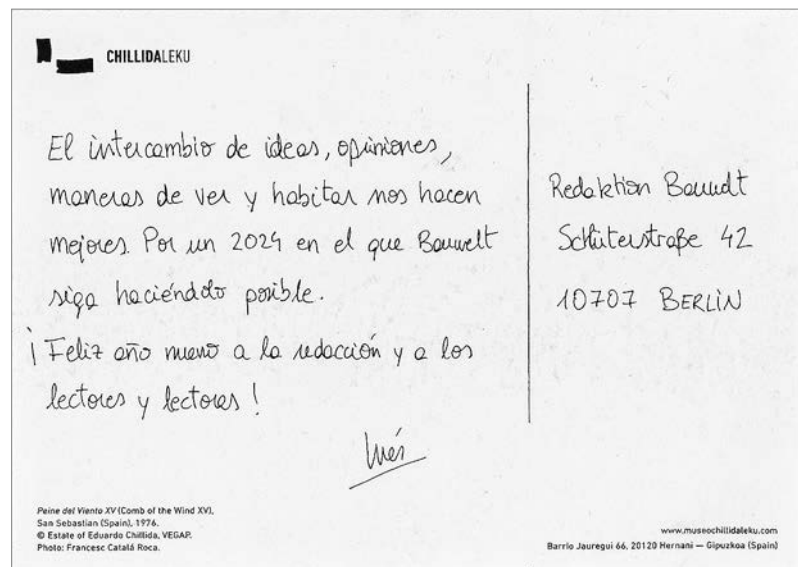 CHILLIDALEKU
El intercambio de ideas, opiniones,
maneras de ver y habitar nos hacen
mejores. Por un 2024 en el que Bauwelt
siga haciéndolo posible.
¡Feliz año nuevo a la redacción y a los
lectores y lectoras!
Inés
Redaktion Bauwelt
Schlüterstraße 42
10707 BERLIN
Peine del Viento XV (Comb of the Wind XV),
San Sebastian (Spain), 1976.
© Estate of Eduardo Chillida, VEGAP.
Photo: Francesc Català Roca.
www.museochillidaleku.com
Barrio Jauregui 66, 20120 Hernani — Gipuzkoa (Spain)